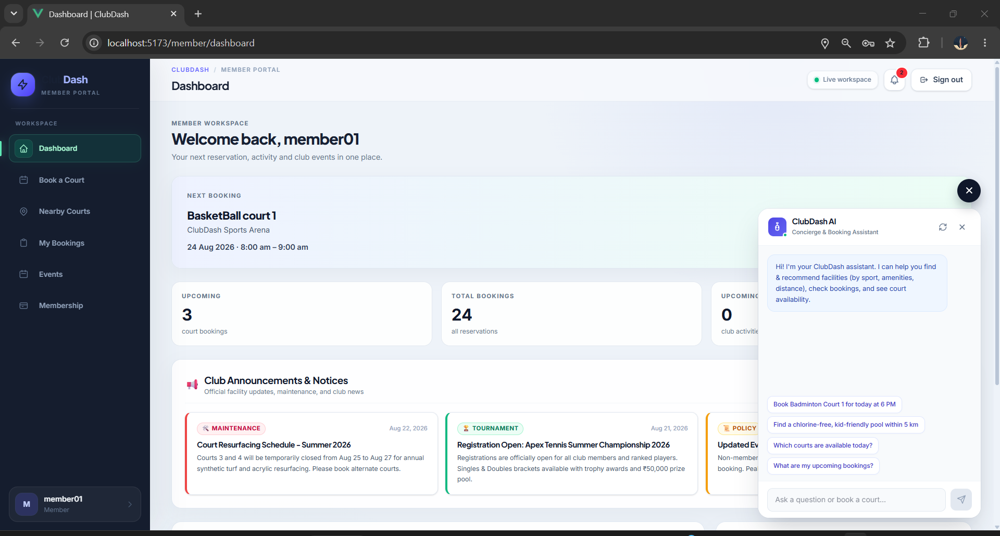 Dashboard | ClubDash
localhost:5173/member/dashboard
Dash
MEMBER PORTAL
WORKSPACE
Dashboard
Book a Court
Nearby Courts
My Bookings
Events
Membership
M
member01
Member
CLUBDASH / MEMBER PORTAL
Dashboard
Live workspace
2
Sign out
MEMBER WORKSPACE
Welcome back, member01
Your next reservation, activity and club events in one place.
NEXT BOOKING
BasketBall court 1
ClubDash Sports Arena
24 Aug 2026 · 8:00 am – 9:00 am
UPCOMING
3
court bookings
TOTAL BOOKINGS
24
all reservations
UPCOMING
0
club
Club Announcements & Notices
Official facility updates, maintenance, and club news
MAINTENANCE
Aug 22, 2026
Court Resurfacing Schedule – Summer 2026
Courts 3 and 4 will be temporarily closed from Aug 25 to Aug 27 for annual
synthetic turf and acrylic resurfacing. Please book alternate courts.
TOURNAMENT
Aug 21, 2026
Registration Open: Apex Tennis Summer Championship 2026
Registrations are officially open for all club members and ranked players.
Singles & Doubles brackets available with trophy awards and ₹50,000 prize
pool.
POLICY
Updated
Non-member
booking.
ClubDash AI
Concierge & Booking Assistant
Hi! I'm your ClubDash assistant. I can help you find
& recommend facilities (by sport, amenities,
distance), check bookings, and see court
availability.
Book Badminton Court 1 for today at 6 PM
Find a chlorine-free, kid-friendly pool within 5 km
Which courts are available today?
What are my upcoming bookings?
Ask a question or book a court...